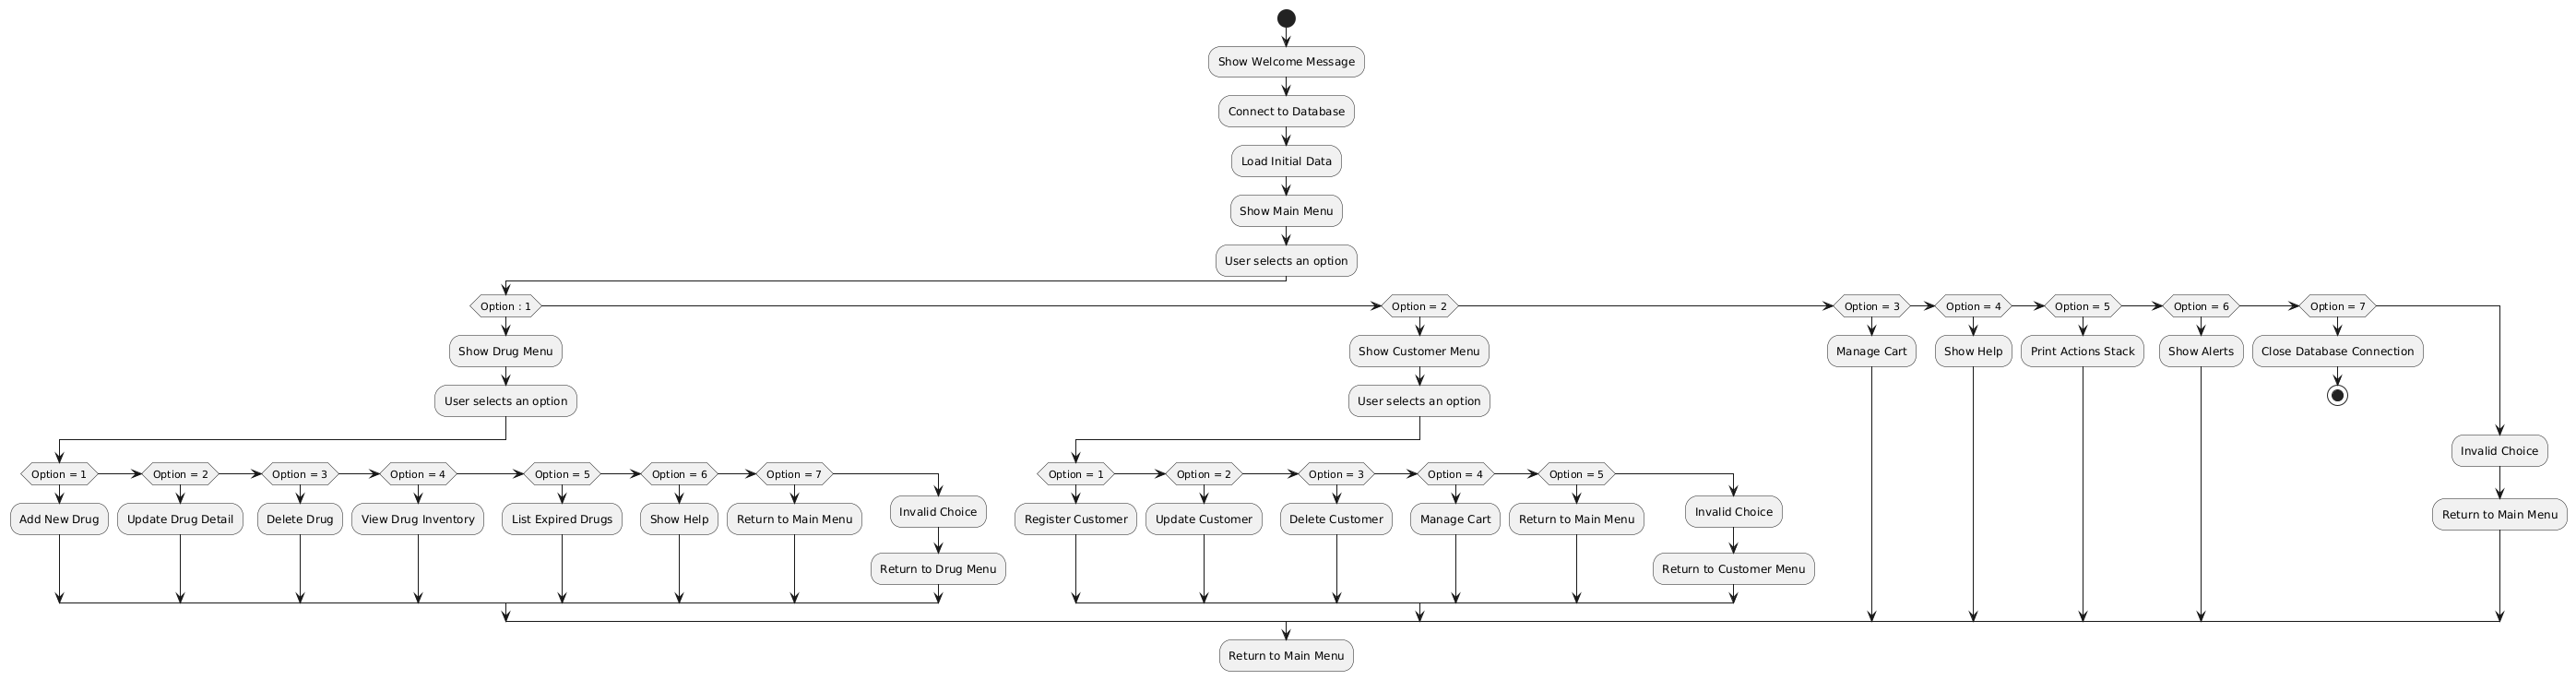 Show Welcome Message
Connect to Database
Load Initial Data
Show Main Menu
User selects an option
Option : 1
Option = 2
Option = 3
Option = 4
Option = 5
Option = 6
Option = 7
Show Drug Menu
Show Customer Menu
Manage Cart
Show Help
Print Actions Stack
Show Alerts
Close Database Connection
User selects an option
User selects an option
Invalid Choice
Return to Main Menu
Option = 1
Option = 2
Option = 3
Option = 4
Option = 5
Option = 6
Option = 7
Add New Drug
Update Drug Detail
Delete Drug
View Drug Inventory
List Expired Drugs
Show Help
Return to Main Menu
Invalid Choice
Return to Drug Menu
Option = 1
Option = 2
Option = 3
Option = 4
Option = 5
Register Customer
Update Customer
Delete Customer
Manage Cart
Return to Main Menu
Invalid Choice
Return to Customer Menu
Return to Main Menu